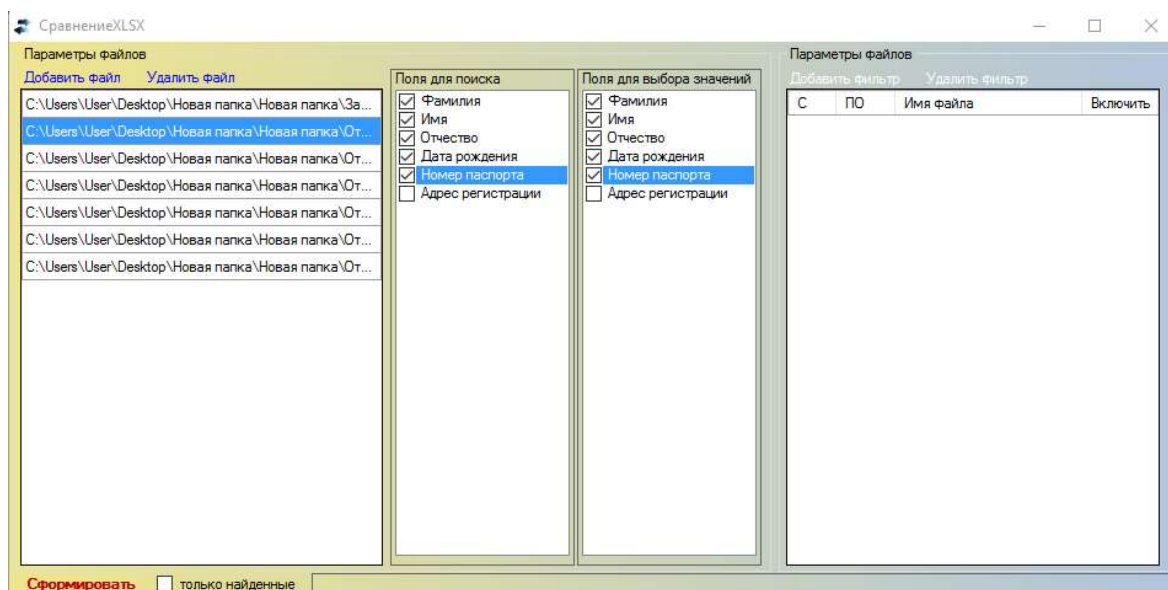 СравнениеXLSX
Параметры файлов
Добавить файл Удалить файл
C:\Users\User\Desktop\Новая папка\Новая папка\За...
C:\Users\User\Desktop\Новая папка\Новая папка\От...
C:\Users\User\Desktop\Новая папка\Новая папка\От...
C:\Users\User\Desktop\Новая папка\Новая папка\От...
C:\Users\User\Desktop\Новая папка\Новая папка\От...
C:\Users\User\Desktop\Новая папка\Новая папка\От...
C:\Users\User\Desktop\Новая папка\Новая папка\От...
Поля для поиска
Фамилия
Имя
Отчество
Дата рождения
Номер паспорта
Адрес регистрации
Поля для выбора значений
Фамилия
Имя
Отчество
Дата рождения
Номер паспорта
Адрес регистрации
Параметры файлов
Добавить фильтр Удалить фильтр
С ПО Имя файла Включить
Сформировать только найденные